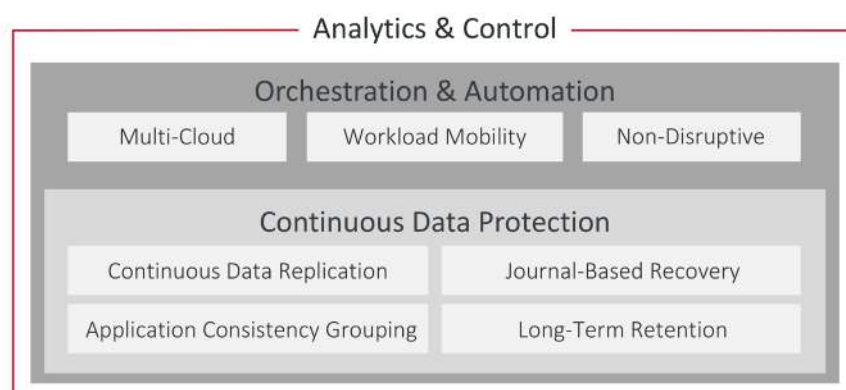 Analytics & Control
Orchestration & Automation
Multi-Cloud
Workload Mobility
Non-Disruptive
Continuous Data Protection
Continuous Data Replication
Journal-Based Recovery
Application Consistency Grouping
Long-Term Retention